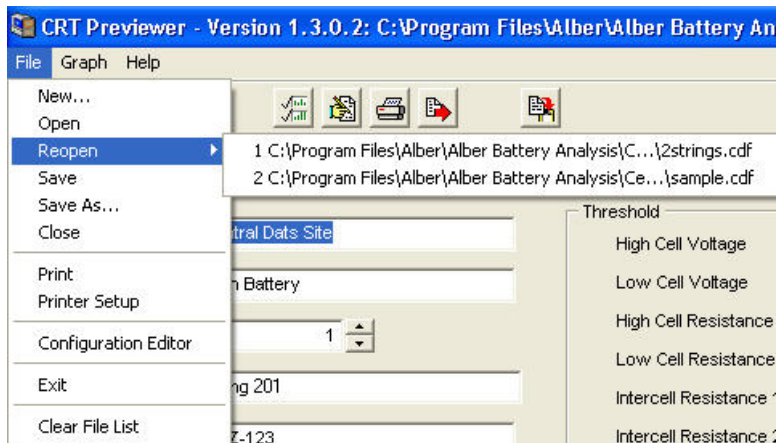 CRT Previewer - Version 1.3.0.2: C:\Program Files\Alber\Alber Battery An
File Graph Help
New...
Open
Reopen
1 C:\Program Files\Alber\Alber Battery Analysis\C...\2strings.cdf
2 C:\Program Files\Alber\Alber Battery Analysis\Ce...\sample.cdf
Save
Save As...
Close
Print
Printer Setup
Configuration Editor
Exit
Clear File List
tral Dats Site
n Battery
1
ng 201
7-123
Threshold
High Cell Voltage
Low Cell Voltage
High Cell Resistance
Low Cell Resistance
Intercell Resistance 1
Intercell Resistance 2